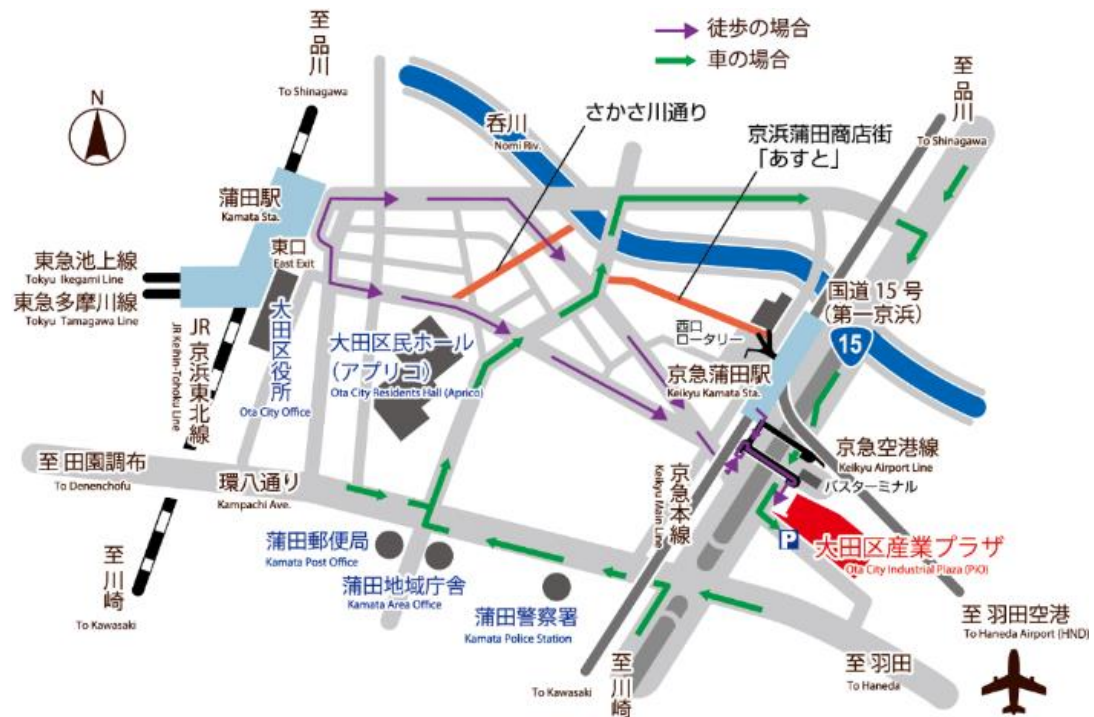 徒歩の場合
車の場合
至 品川
To Shinagawa
N
さかさ川通り
呑川
Nomi Riv.
京浜蒲田商店街
「あすと」
至 品川
To Shinagawa
蒲田駅
Kamata Sta.
東口
East Exit
東急池上線
Tokyu Ikegami Line
東急多摩川線
Tokyu Tamagawa Line
JR京浜東北線
JR Keihin-Tohoku Line
大田区役所
Ota City Office
大田区民ホール
(アプリコ)
Ota City Residents Hall (Aprico)
西口
ロータリー
国道 15 号
(第一京浜)
15
京急蒲田駅
Keikyu Kamata Sta.
京急空港線
Keikyu Airport Line
バスターミナル
至 田園調布
To Denenchofu
環八通り
Kampachi Ave.
京急本線
Keikyu Main Line
P
大田区産業プラザ
Ota City Industrial Plaza (PiO)
蒲田郵便局
Kamata Post Office
蒲田地域庁舎
Kamata Area Office
蒲田警察署
Kamata Police Station
至 川崎
To Kawasaki
至 川崎
To Kawasaki
至 羽田
To Haneda
至 羽田空港
To Haneda Airport (HND)